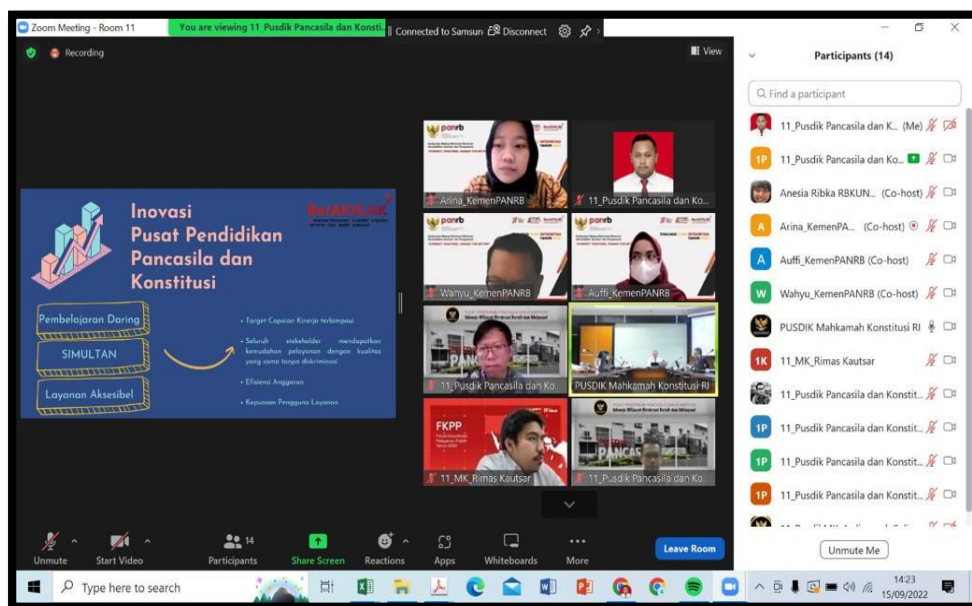 Zoom Meeting - Room 11
You are viewing 11_Pusdik Pancasila dan Konsti...
Connected to Samsun
Disconnect
Recording
View
Inovasi
Pusat Pendidikan
Pancasila dan
Konstitusi
BerAKHLAK
Pembelajaran Daring
SIMULTAN
Layanan Aksesibel
• Target Capaian Kinerja terlampaui
• Seluruh stakeholder mendapatkan
kemudahan pelayanan dengan kualitas
yang sama tanpa diskriminasi
• Efisiensi Anggaran
• Kepuasan Pengguna Layanan
panrb
Arina_KemenPANRB
11_Pusdik Pancasila dan Ko...
panrb
Wahyu_KemenPANRB
panrb
Auffi_KemenPANRB
11_Pusdik Pancasila dan Ko...
PUSDIK Mahkamah Konstitusi RI
FKPP
11_MK_Rimas Kautsar
11_Pusdik Pancasila dan Ko...
Participants (14)
Find a participant
11_Pusdik Pancasila dan K... (Me)
1P 11_Pusdik Pancasila dan Ko...
Anesia Ribka RBKUN... (Co-host)
A Arina_KemenPA... (Co-host)
A Auffi_KemenPANRB (Co-host)
W Wahyu_KemenPANRB (Co-host)
PUSDIK Mahkamah Konstitusi RI
1K 11_MK_Rimas Kautsar
11_Pusdik Pancasila dan Konstit...
1P 11_Pusdik Pancasila dan Konstit...
1P 11_Pusdik Pancasila dan Konstit...
1P 11_Pusdik Pancasila dan Konstit...
Unmute Me
Unmute
Start Video
14
Participants
Share Screen
Reactions
Apps
Whiteboards
More
Leave Room
Type here to search
14:23
15/09/2022